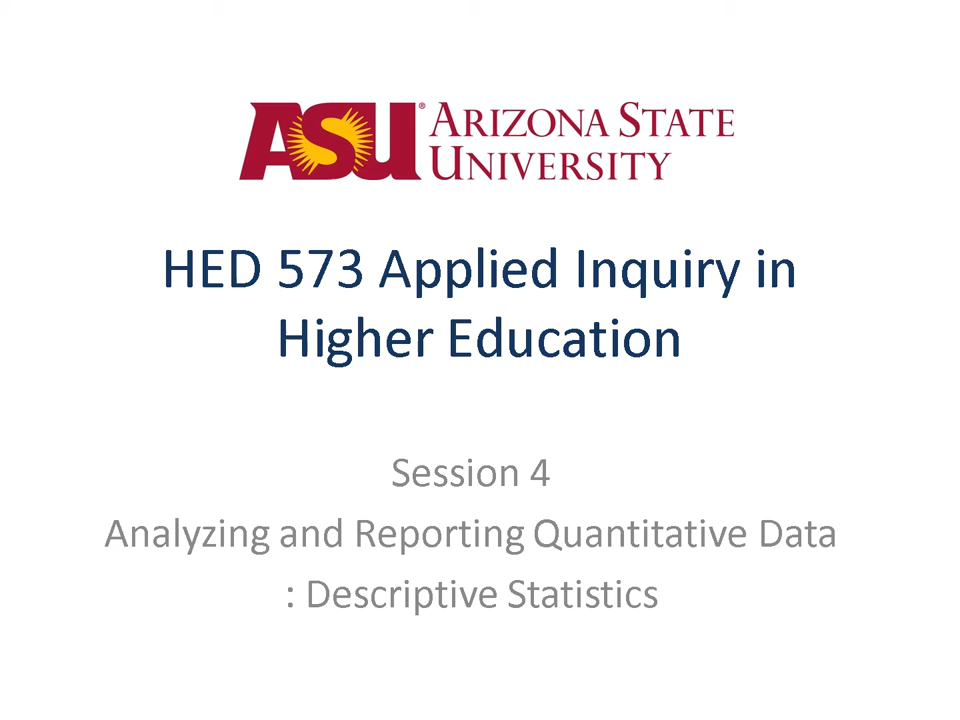 ASU® ARIZONA STATE
UNIVERSITY
HED 573 Applied Inquiry in
Higher Education
Session 4
Analyzing and Reporting Quantitative Data
: Descriptive Statistics